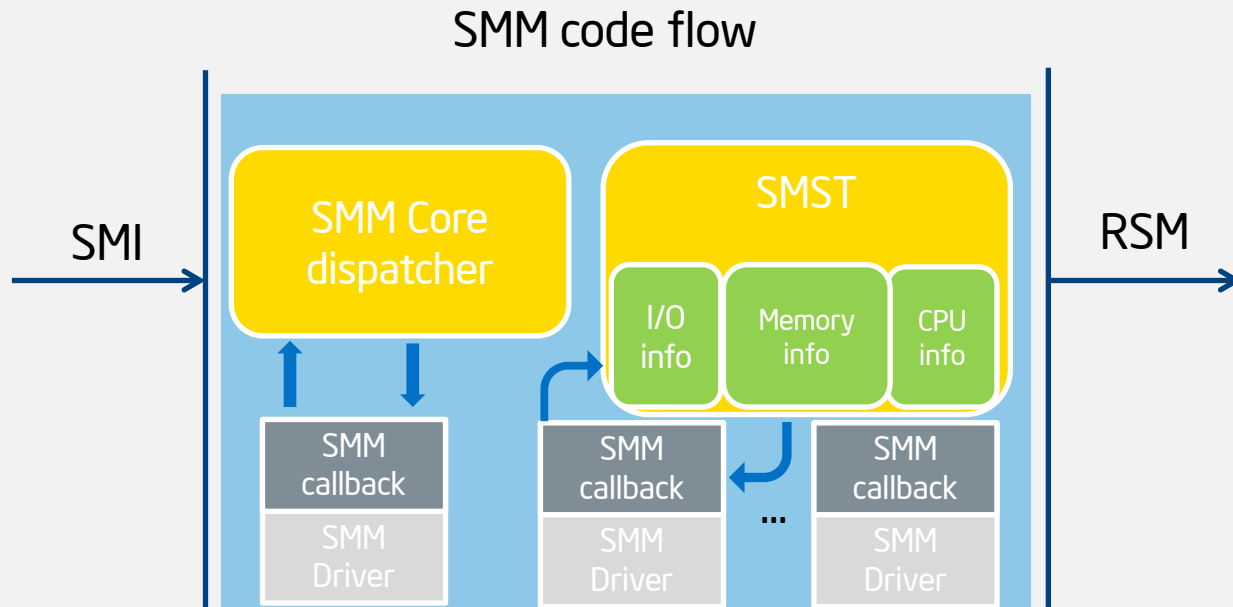 SMM code flow
SMI
SMM Core
dispatcher
SMST
I/O
info
Memory
info
CPU
info
RSM
SMM
callback
SMM
Driver
SMM
callback
SMM
Driver
...
SMM
callback
SMM
Driver